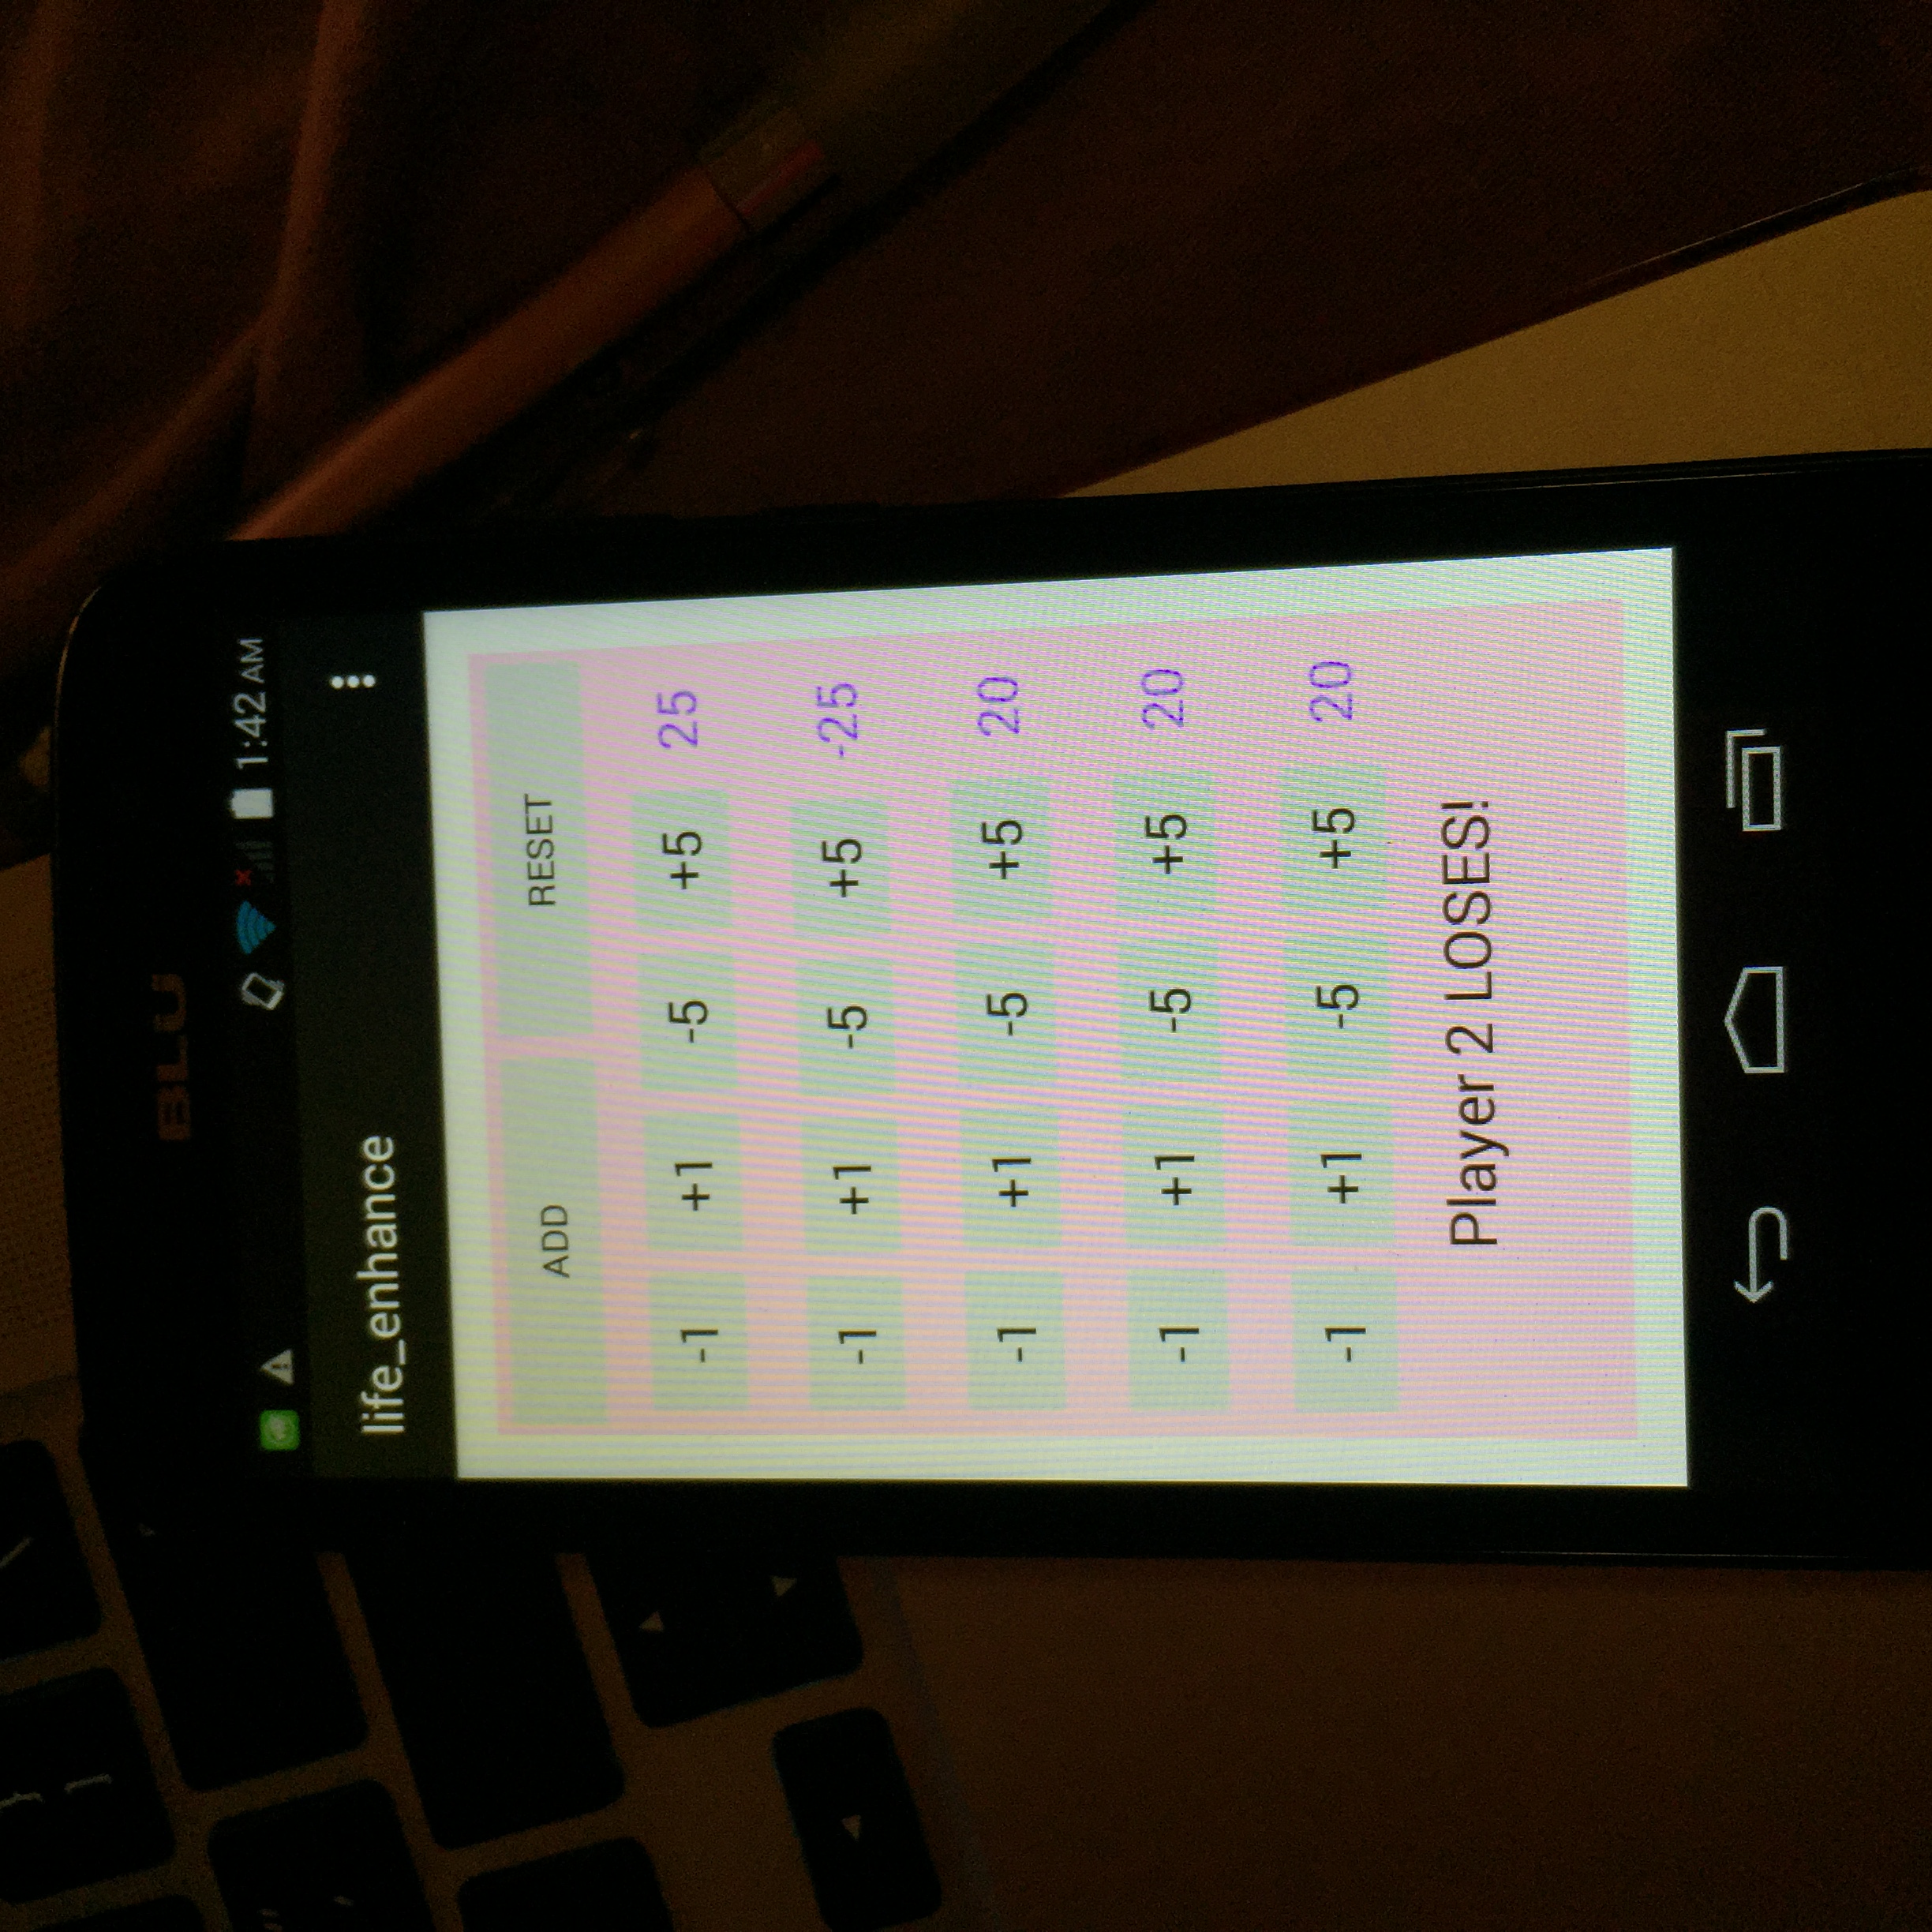 }
]
\
"
,
BLU
1:42 AM
life_enhance
ADD RESET
-1 +1 -5 +5 25
-1 +1 -5 +5 -25
-1 +1 -5 +5 20
-1 +1 -5 +5 20
-1 +1 -5 +5 20
Player 2 LOSES!